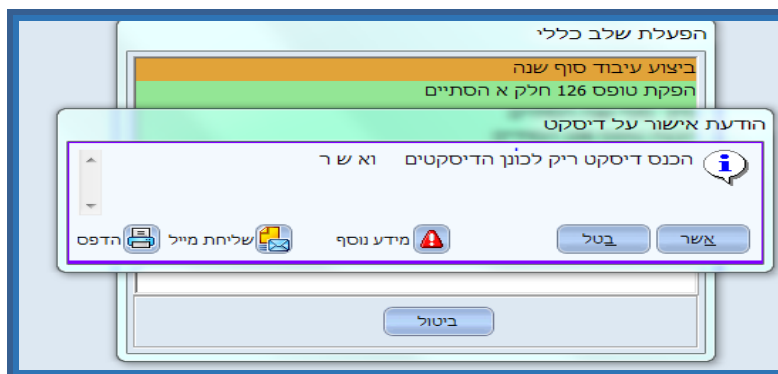 הפעלת שלב כללי
ביצוע עיבוד סוף שנה
הפקת טופס 126 חלק א הסתיים
הודעת אישור על דיסקט
הכנס דיסקט ריק לכונן הדיסקטים וא ש ר
אשר בטל מידע נוסף שליחת מייל הדפס
ביטול